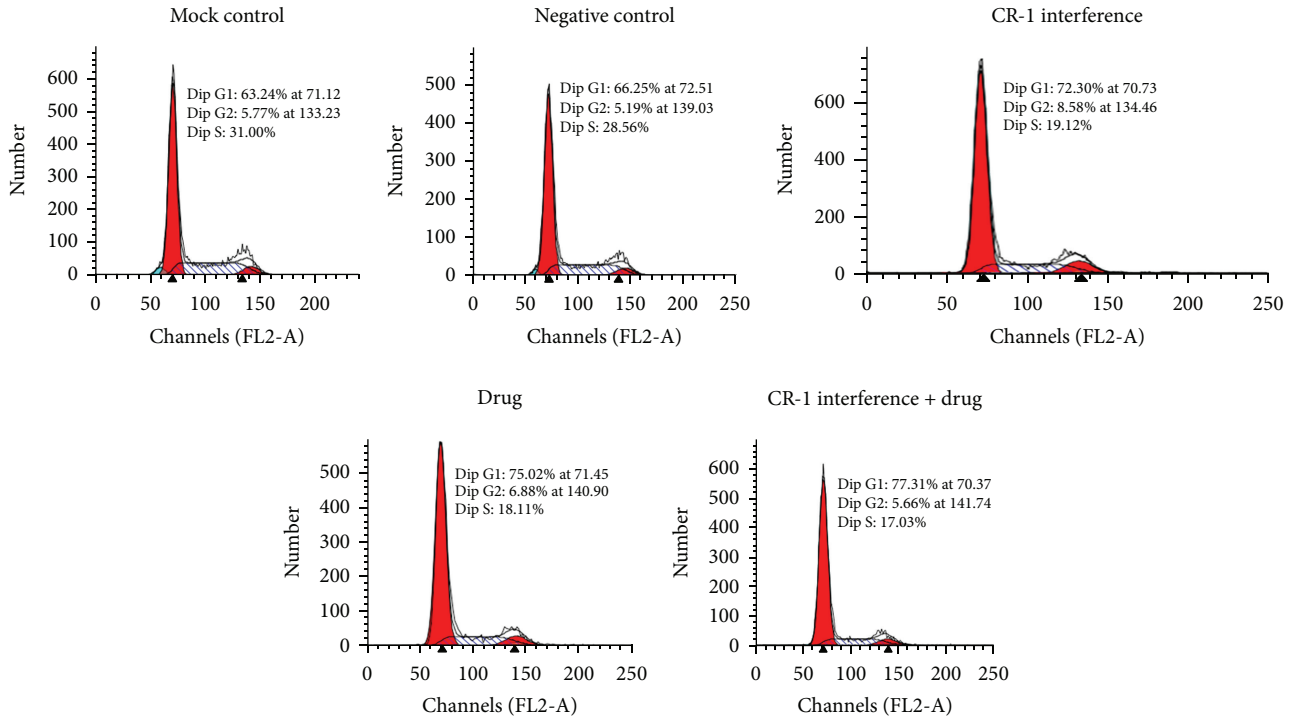 Mock control
Number
600
500
400
300
200
100
0
Dip G1: 63.24% at 71.12
Dip G2: 5.77% at 133.23
Dip S: 31.00%
0 50 100 150 200
Channels (FL2-A)
Negative control
Number
500
400
300
200
100
0
Dip G1: 66.25% at 72.51
Dip G2: 5.19% at 139.03
Dip S: 28.56%
0 50 100 150 200 250
Channels (FL2-A)
CR-1 interference
Number
600
400
200
0
Dip G1: 72.30% at 70.73
Dip G2: 8.58% at 134.46
Dip S: 19.12%
0 50 100 150 200 250
Channels (FL2-A)
Drug
Number
500
400
300
200
100
0
Dip G1: 75.02% at 71.45
Dip G2: 6.88% at 140.90
Dip S: 18.11%
0 50 100 150 200 250
Channels (FL2-A)
CR-1 interference + drug
Number
600
500
400
300
200
100
0
Dip G1: 77.31% at 70.37
Dip G2: 5.66% at 141.74
Dip S: 17.03%
0 50 100 150 200 250
Channels (FL2-A)